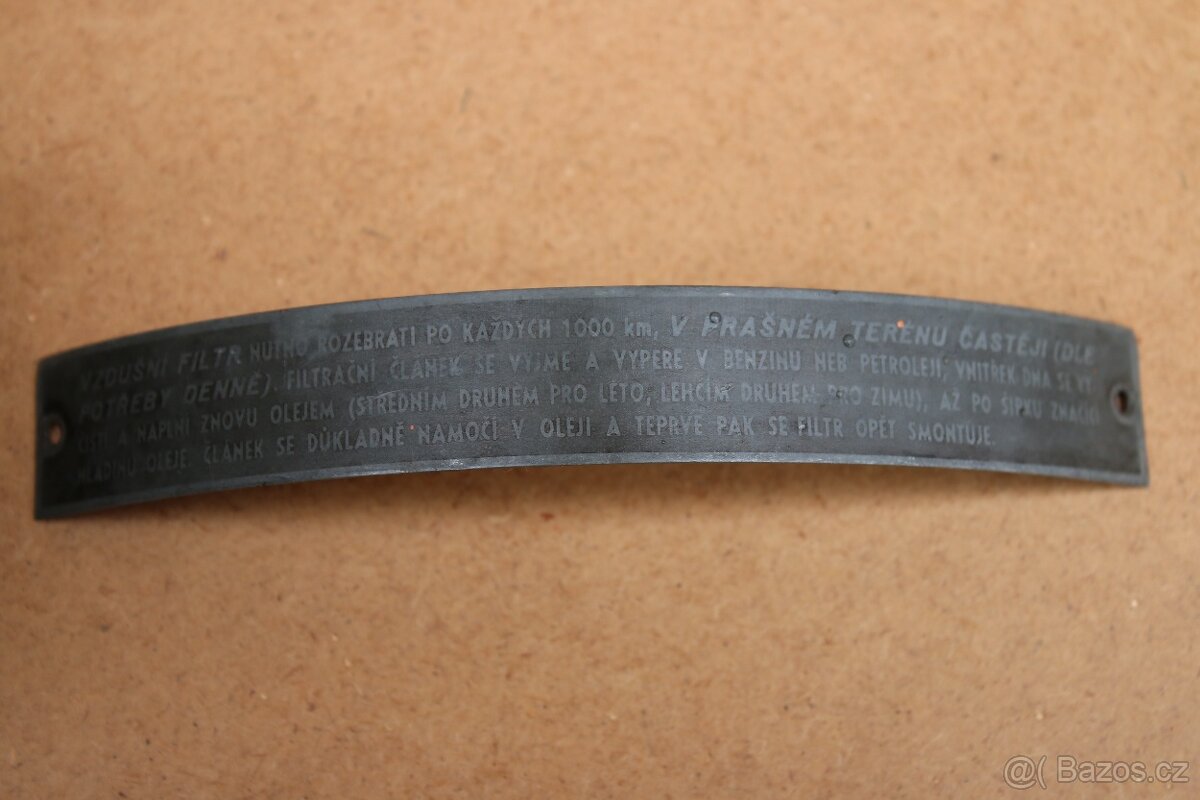 VZDUŠNÍ FILTR NUTNO ROZEBRATI PO KAŽDÝCH 1000 km, V PRAŠNÉM TERÉNU ČASTĚJI (DLE
POTŘEBY DENNĚ). FILTRAČNÍ ČLÁNEK SE VYJME A VYPERE V BENZINU NEB PETROLEJI, VNITŘEK DNA SE VY
ČISTÍ A NAPLNÍ ZNOVU OLEJEM (STŘEDNÍM DRUHEM PRO LÉTO, LEHČÍM DRUHEM PRO ZIMU), AŽ PO ŠIPKU ZNAČÍCÍ
HLADINU OLEJE. ČLÁNEK SE DŮKLADNĚ NAMOČÍ V OLEJI A TEPRVE PAK SE FILTR OPĚT SMONTUJE.
@( Bazos.cz